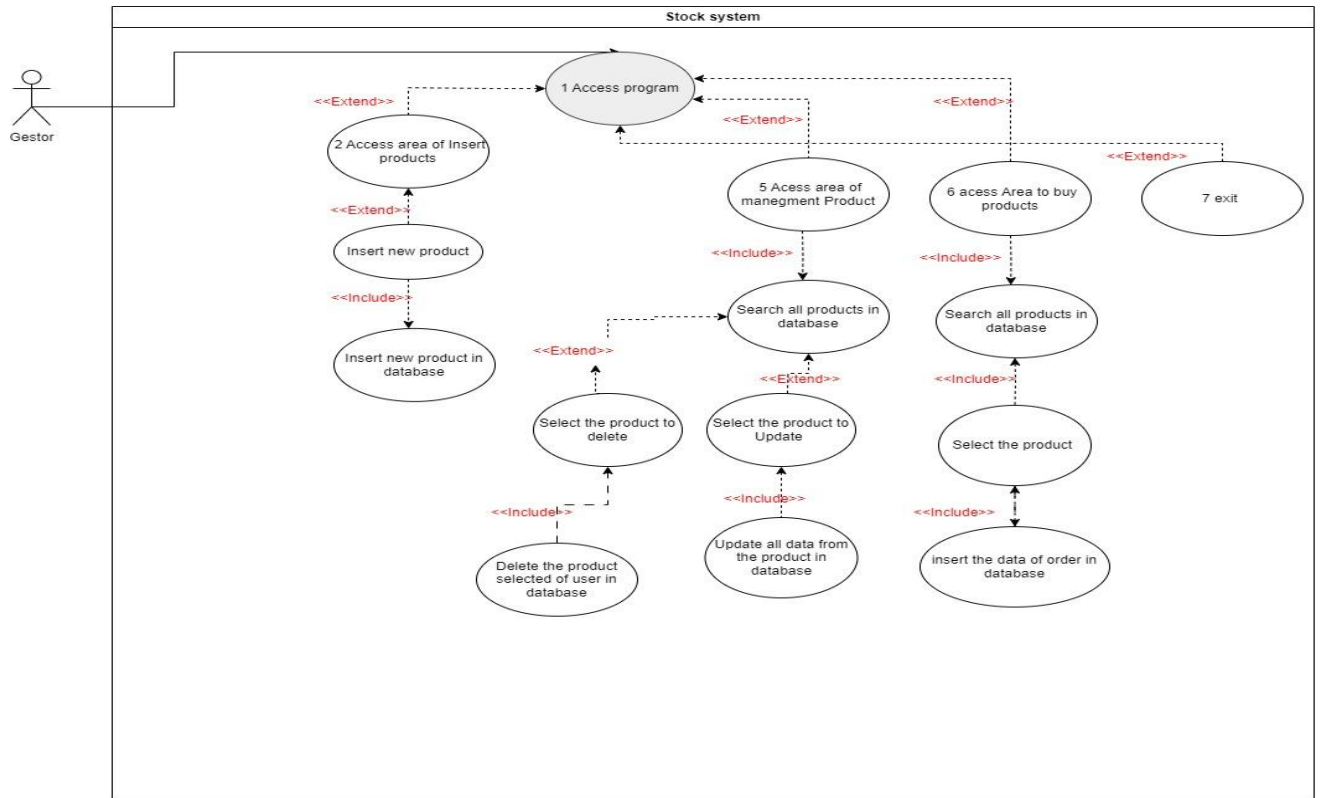 Stock system
Gestor
1 Access program
<<Extend>>
<<Extend>>
<<Extend>>
<<Extend>>
2 Access area of Insert
products
5 Acess area of
manegment Product
6 acess Area to buy
products
7 exit
<<Extend>>
Insert new product
<<Include>>
<<Include>>
<<Include>>
Insert new product in
database
Search all products in
database
Search all products in
database
<<Extend>>
<<Extend>>
<<Include>>
Select the product to
delete
Select the product to
Update
Select the product
<<Include>>
<<Include>>
<<Include>>
Delete the product
selected of user in
database
Update all data from
the product in
database
insert the data of order in
database